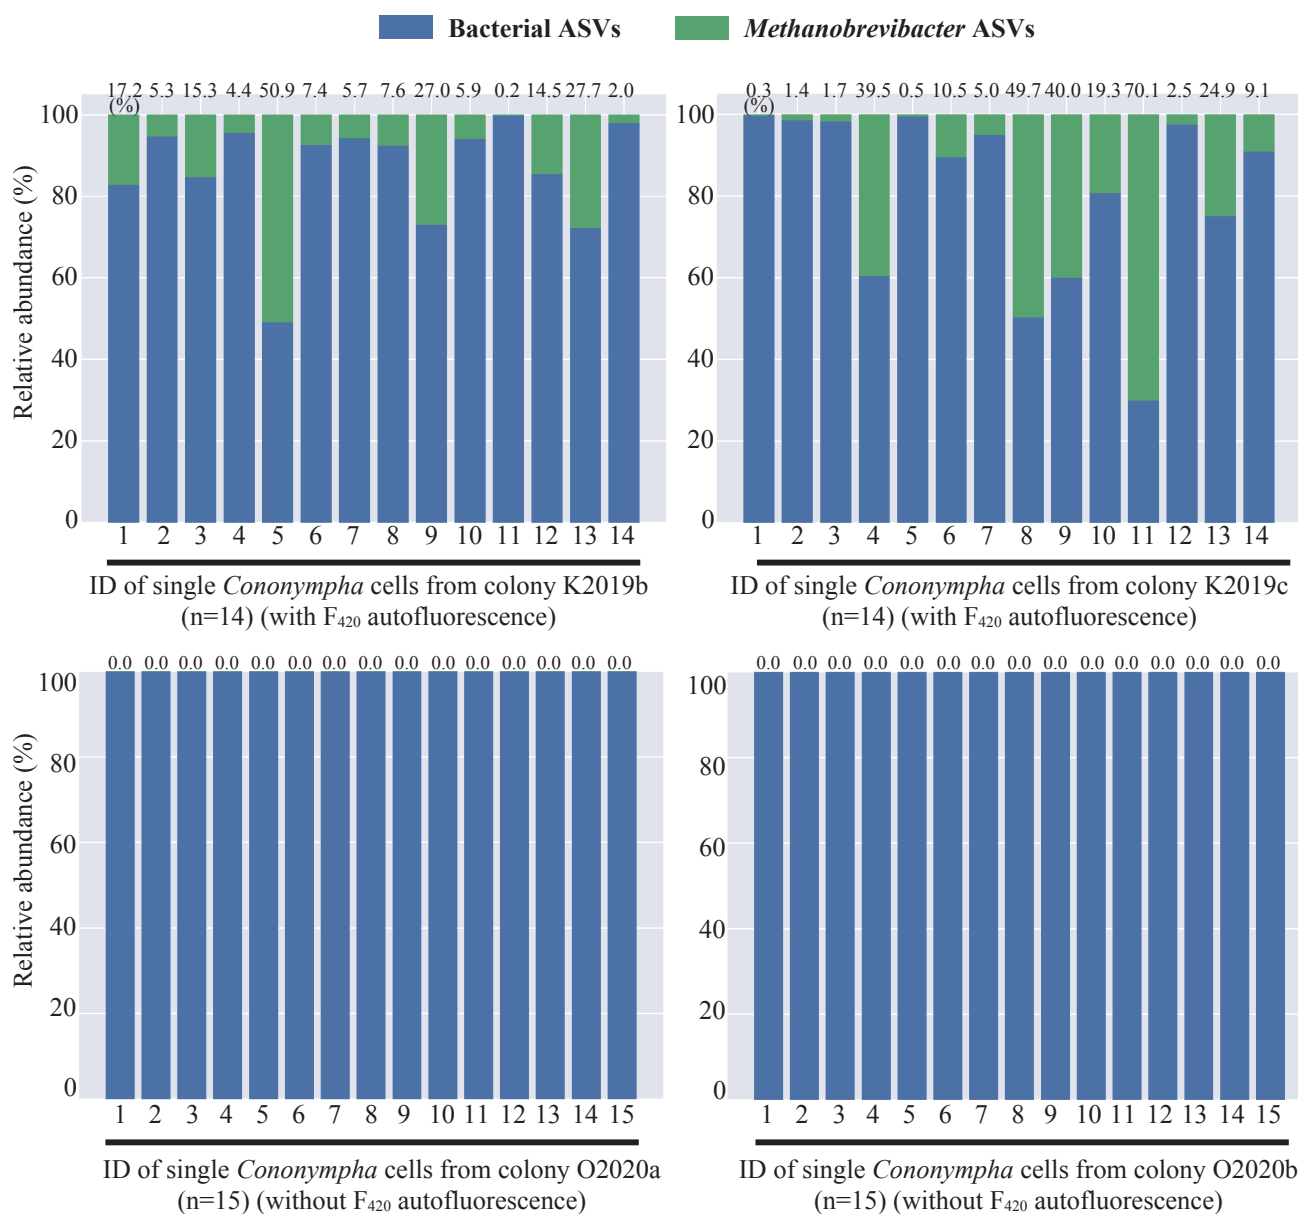 Bacterial ASVs Methanobrevibacter ASVs
17.2 5.3 15.3 4.4 50.9 7.4 5.7 7.6 27.0 5.9 0.2 14.5 27.7 2.0
(%)
Relative abundance (%)
100
80
60
40
20
0
1 2 3 4 5 6 7 8 9 10 11 12 13 14
ID of single Cononympha cells from colony K2019b
(n=14) (with F₄₂₀ autofluorescence)
0.3 1.4 1.7 39.5 0.5 10.5 5.0 49.7 40.0 19.3 70.1 2.5 24.9 9.1
(%)
100
80
60
40
20
0
1 2 3 4 5 6 7 8 9 10 11 12 13 14
ID of single Cononympha cells from colony K2019c
(n=14) (with F₄₂₀ autofluorescence)
0.0 0.0 0.0 0.0 0.0 0.0 0.0 0.0 0.0 0.0 0.0 0.0 0.0 0.0 0.0
Relative abundance (%)
100
80
60
40
20
0
1 2 3 4 5 6 7 8 9 10 11 12 13 14 15
ID of single Cononympha cells from colony O2020a
(n=15) (without F₄₂₀ autofluorescence)
0.0 0.0 0.0 0.0 0.0 0.0 0.0 0.0 0.0 0.0 0.0 0.0 0.0 0.0 0.0
100
80
60
40
20
0
1 2 3 4 5 6 7 8 9 10 11 12 13 14 15
ID of single Cononympha cells from colony O2020b
(n=15) (without F₄₂₀ autofluorescence)